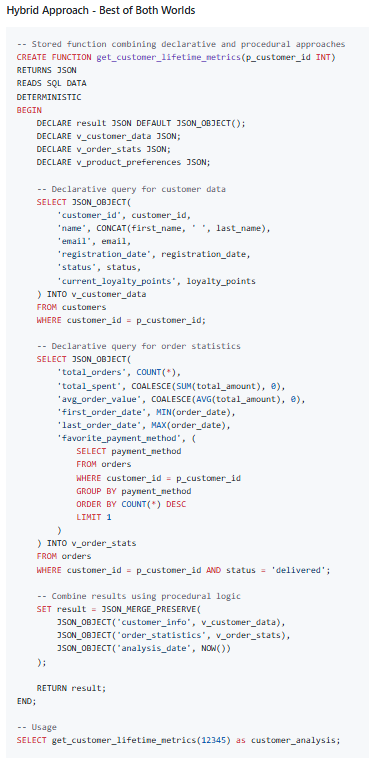 Hybrid Approach - Best of Both Worlds
-- Stored function combining declarative and procedural approaches
CREATE FUNCTION get_customer_lifetime_metrics(p_customer_id INT)
RETURNS JSON
READS SQL DATA
DETERMINISTIC
BEGIN
    DECLARE result JSON DEFAULT JSON_OBJECT();
    DECLARE v_customer_data JSON;
    DECLARE v_order_stats JSON;
    DECLARE v_product_preferences JSON;

    -- Declarative query for customer data
    SELECT JSON_OBJECT(
        'customer_id', customer_id,
        'name', CONCAT(first_name, ' ', last_name),
        'email', email,
        'registration_date', registration_date,
        'status', status,
        'current_loyalty_points', loyalty_points
    ) INTO v_customer_data
    FROM customers
    WHERE customer_id = p_customer_id;

    -- Declarative query for order statistics
    SELECT JSON_OBJECT(
        'total_orders', COUNT(*),
        'total_spent', COALESCE(SUM(total_amount), 0),
        'avg_order_value', COALESCE(AVG(total_amount), 0),
        'first_order_date', MIN(order_date),
        'last_order_date', MAX(order_date),
        'favorite_payment_method', (
            SELECT payment_method
            FROM orders
            WHERE customer_id = p_customer_id
            GROUP BY payment_method
            ORDER BY COUNT(*) DESC
            LIMIT 1
        )
    ) INTO v_order_stats
    FROM orders
    WHERE customer_id = p_customer_id AND status = 'delivered';

    -- Combine results using procedural logic
    SET result = JSON_MERGE_PRESERVE(
        JSON_OBJECT('customer_info', v_customer_data),
        JSON_OBJECT('order_statistics', v_order_stats),
        JSON_OBJECT('analysis_date', NOW())
    );

    RETURN result;
END;

-- Usage
SELECT get_customer_lifetime_metrics(12345) as customer_analysis;